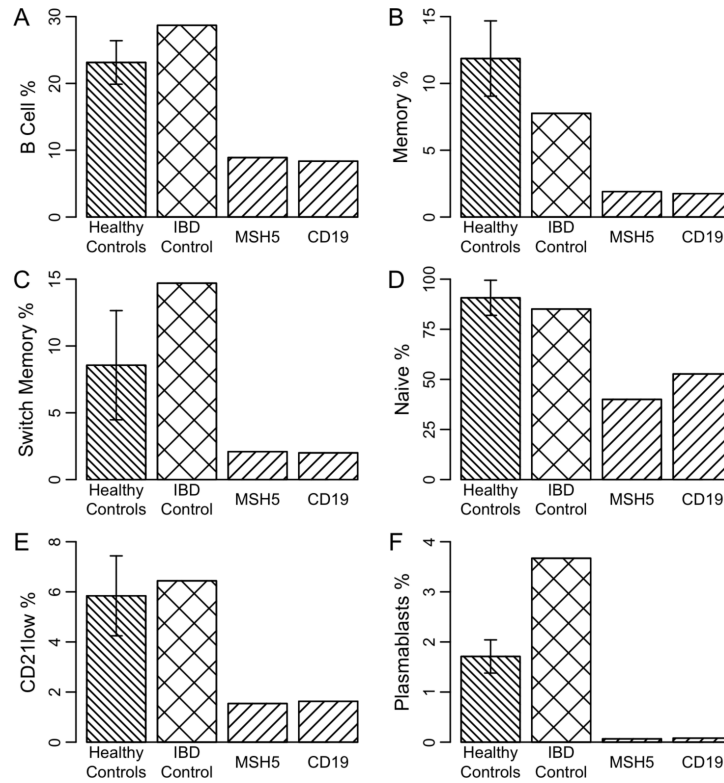 A
B Cell %
30
20
10
0
Healthy
Controls
IBD
Control
MSH5
CD19
B
Memory %
15
10
5
0
Healthy
Controls
IBD
Control
MSH5
CD19
C
Switch Memory %
15
10
5
0
Healthy
Controls
IBD
Control
MSH5
CD19
D
Naive %
100
75
50
25
0
Healthy
Controls
IBD
Control
MSH5
CD19
E
CD21low %
8
6
4
2
0
Healthy
Controls
IBD
Control
MSH5
CD19
F
Plasmablasts %
4
3
2
1
0
Healthy
Controls
IBD
Control
MSH5
CD19